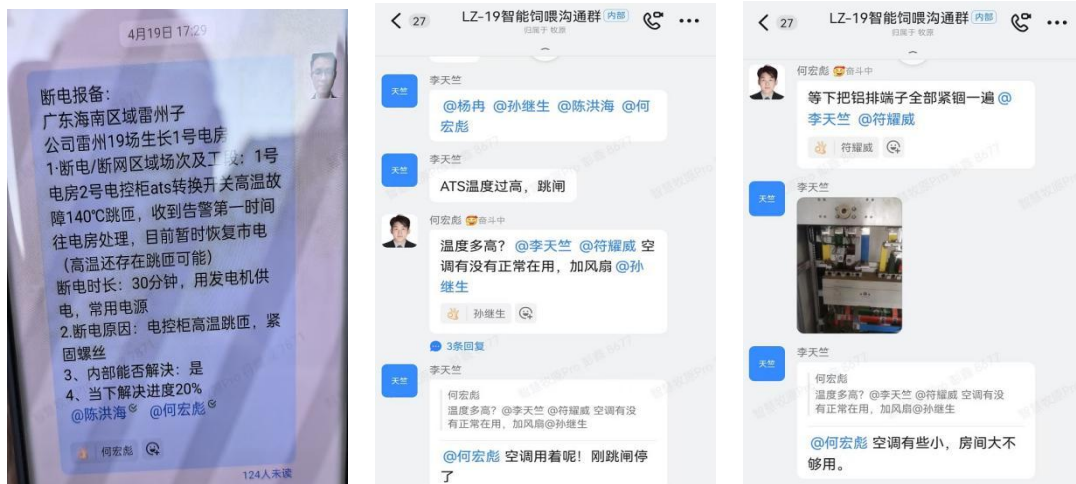 4月19日 17:29
断电报备：
广东海南区域雷州子
公司雷州19场生长1号电房
1·断电/断网区域场次及工段：1号
电房2号电控柜ats转换开关高温故
障140℃跳匝，收到告警第一时间
往电房处理，目前暂时恢复市电
（高温还存在跳匝可能）
断电时长：30分钟，用发电机供
电，常用电源
2.断电原因：电控柜高温跳匝，紧
固螺丝
3、内部能否解决：是
4、当下解决进度20%
@陈洪海 @何宏彪
何宏彪
124人未读
27
LZ-19智能饲喂沟通群 内部
归属于 牧原
天竺
李天竺
@杨冉 @孙继生 @陈洪海 @何
宏彪
天竺
李天竺
ATS温度过高，跳闸
何宏彪 奋斗中
温度多高？ @李天竺 @符耀威 空
调有没有正常在用，加风扇 @孙
继生
孙继生
3条回复
天竺
李天竺
何宏彪
温度多高？@李天竺 @符耀威 空调有没
有正常在用，加风扇@孙继生
@何宏彪 空调用着呢！刚跳闸停
了
27
LZ-19智能饲喂沟通群 内部
归属于 牧原
何宏彪 奋斗中
等下把铝排端子全部紧锢一遍 @
李天竺 @符耀威
符耀威
天竺
李天竺
天竺
李天竺
何宏彪
温度多高？@李天竺 @符耀威 空调有没
有正常在用，加风扇@孙继生
@何宏彪 空调有些小，房间大不
够用。